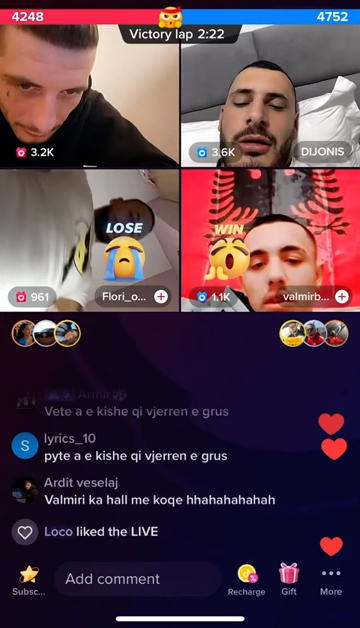 4248
4752
Victory lap 2:22
3.2K
3.6K
DIJONIS
LOSE
WIN
961
Flori_o...
1.1K
valmirb...
Armir
Vete a e kishe qi vjerren e grus
S
lyrics_10
pyte a e kishe qi vjerren e grus
Ardit veselaj
Valmiri ka hall me koqe hhahahahahah
Loco liked the LIVE
Subsc...
Add comment
Recharge
Gift
More